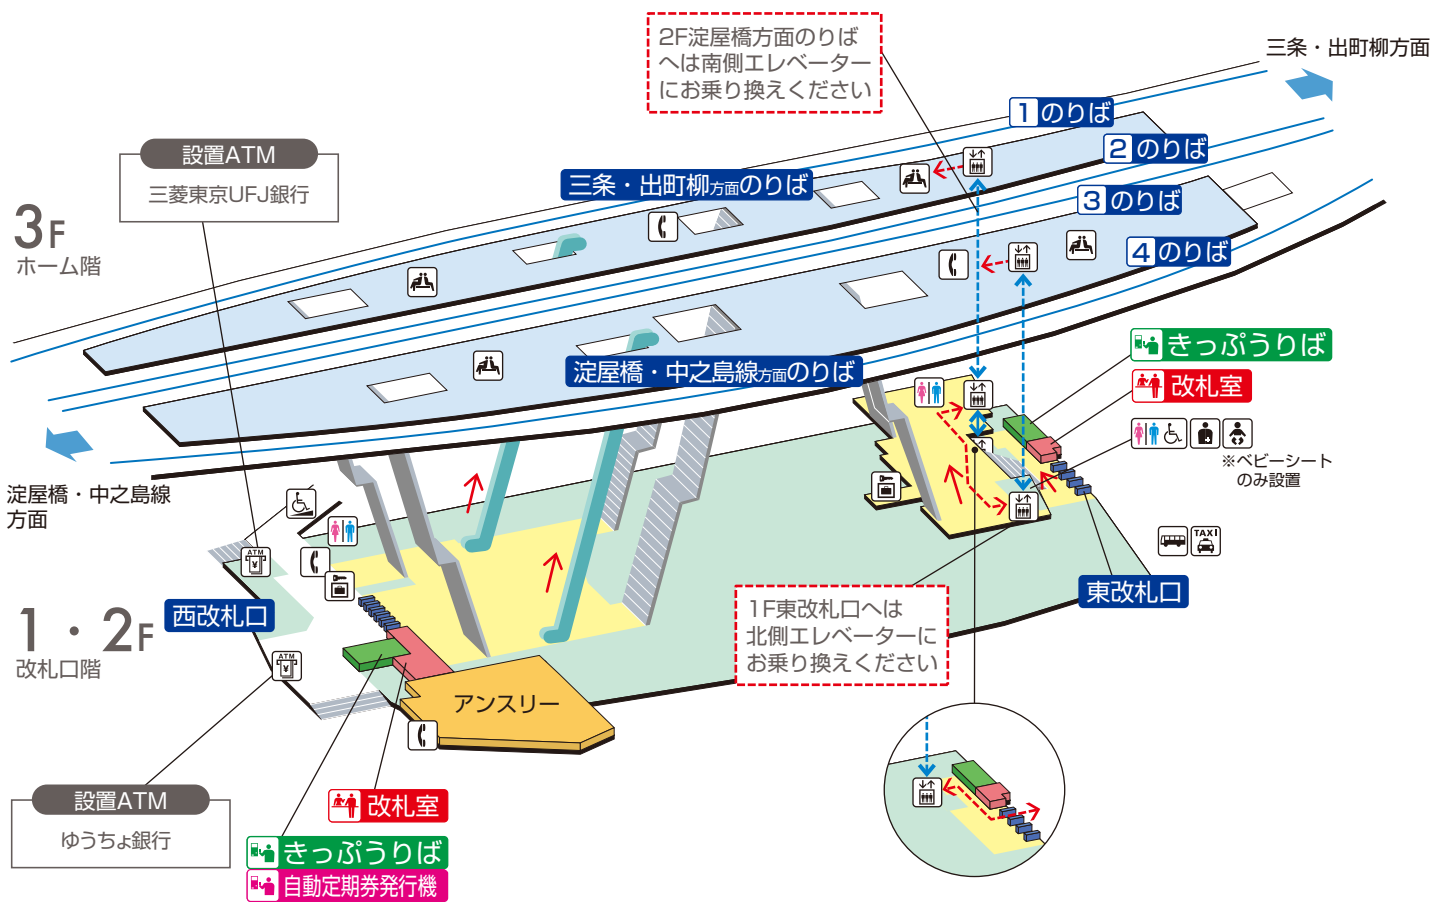 2F淀屋橋方面のりば
へは南側エレベーター
にお乗り換えください
三条・出町柳方面
1 のりば
2 のりば
3 のりば
4 のりば
設置ATM
三菱東京UFJ銀行
三条・出町柳方面のりば
3F
ホーム階
淀屋橋・中之島線方面のりば
きっぷうりば
改札室
※ベビーシート
のみ設置
淀屋橋・中之島線
方面
ATM
¥
TAXI
西改札口
東改札口
1・2F
改札口階
1F東改札口へは
北側エレベーターに
お乗り換えください
ATM
¥
アンスリー
設置ATM
ゆうちょ銀行
改札室
きっぷうりば
自動定期券発行機